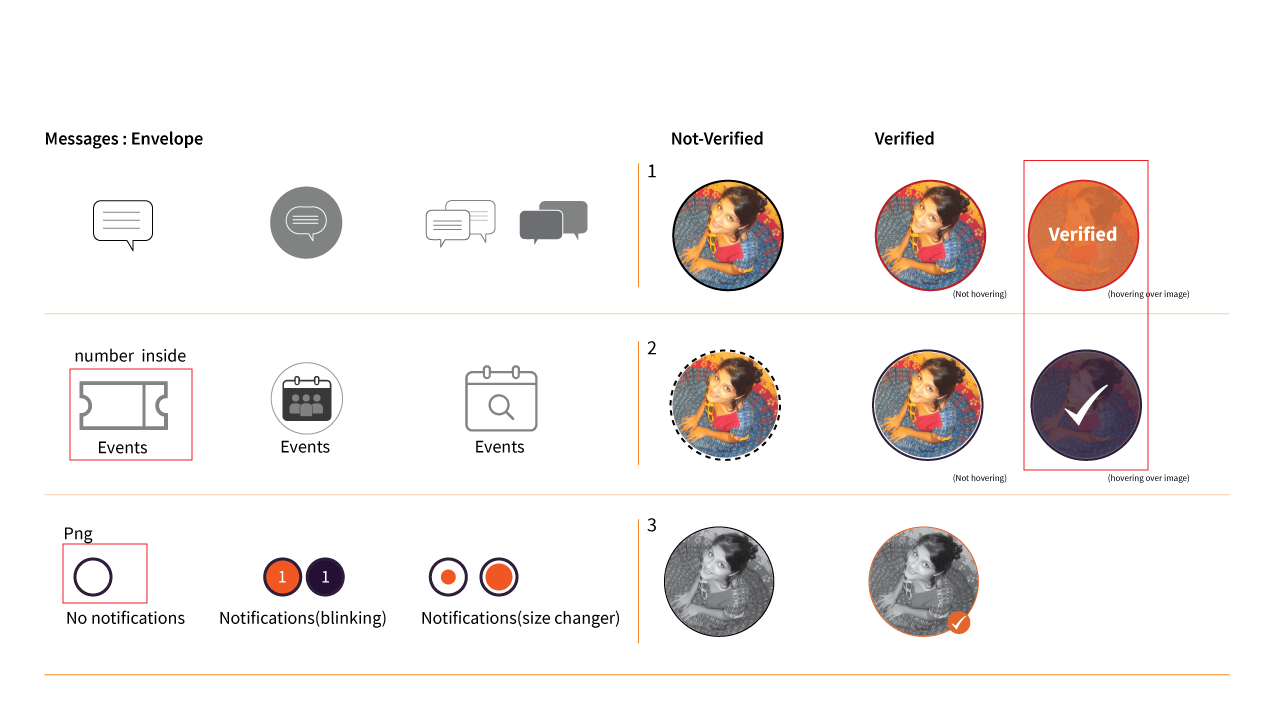 Messages : Envelope
Not-Verified
Verified
1
Verified
(Not hovering)
(hovering over image)
number inside
Events
Events
Events
2
(Not hovering)
(hovering over image)
Png
No notifications
1
1
Notifications(blinking)
Notifications(size changer)
3